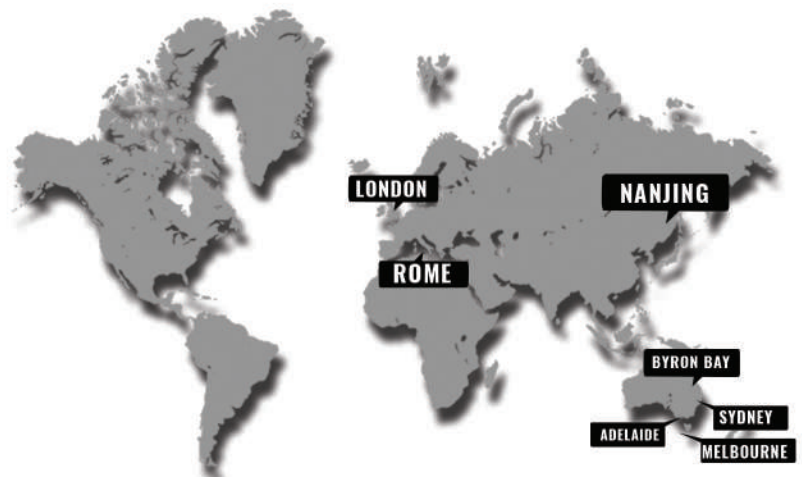 LONDON
NANJING
ROME
BYRON BAY
SYDNEY
ADELAIDE
MELBOURNE